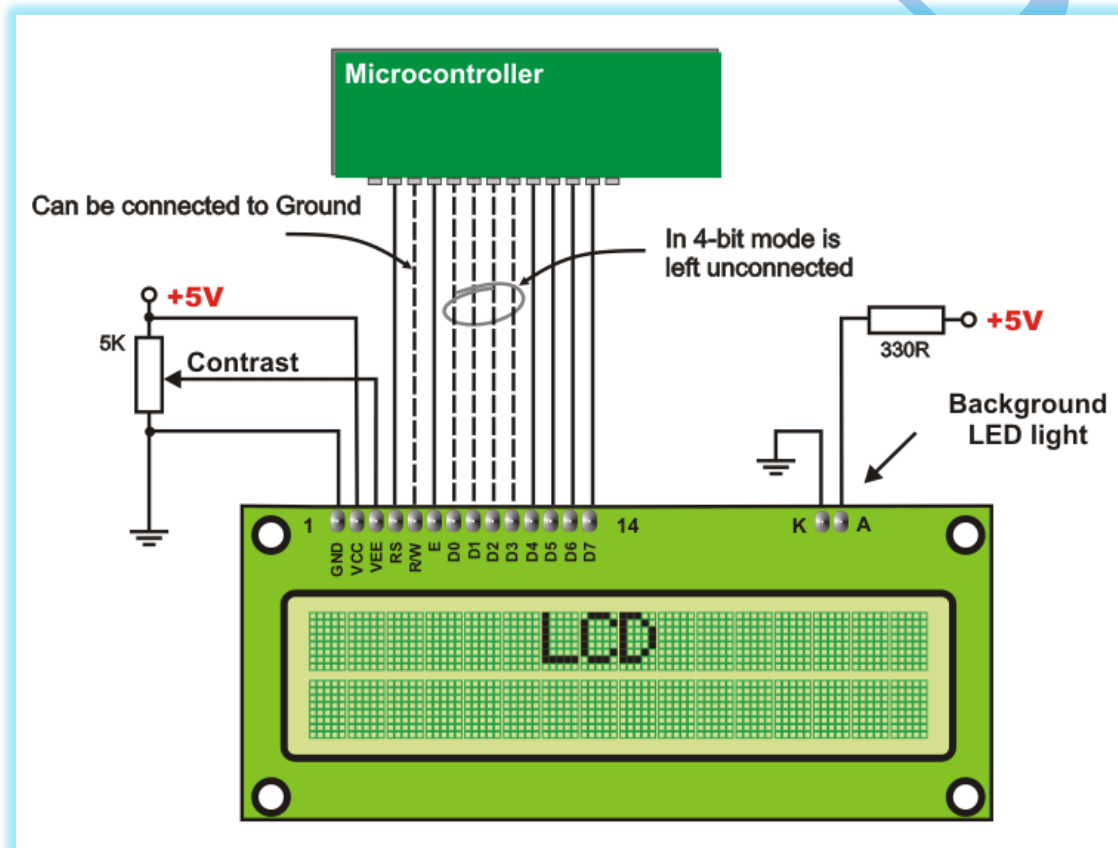 Microcontroller
Can be connected to Ground
In 4-bit mode is
left unconnected
+5V
5K
Contrast
+5V
330R
Background
LED light
1
14
K
A
GND
VCC
VEE
RS
R/W
E
D0
D1
D2
D3
D4
D5
D6
D7
LCD